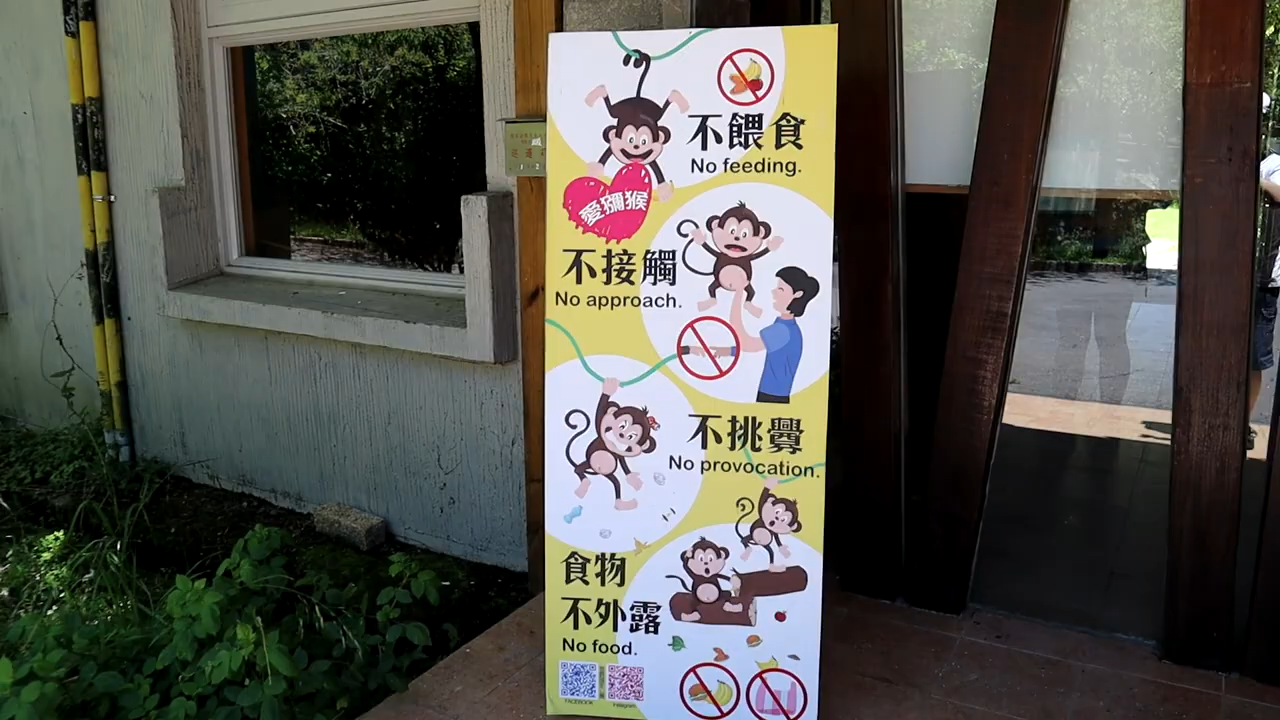 不餵食
No feeding.
愛獼猴
不接觸
No approach.
不挑釁
No provocation.
食物
不外露
No food.
FACEBOOK